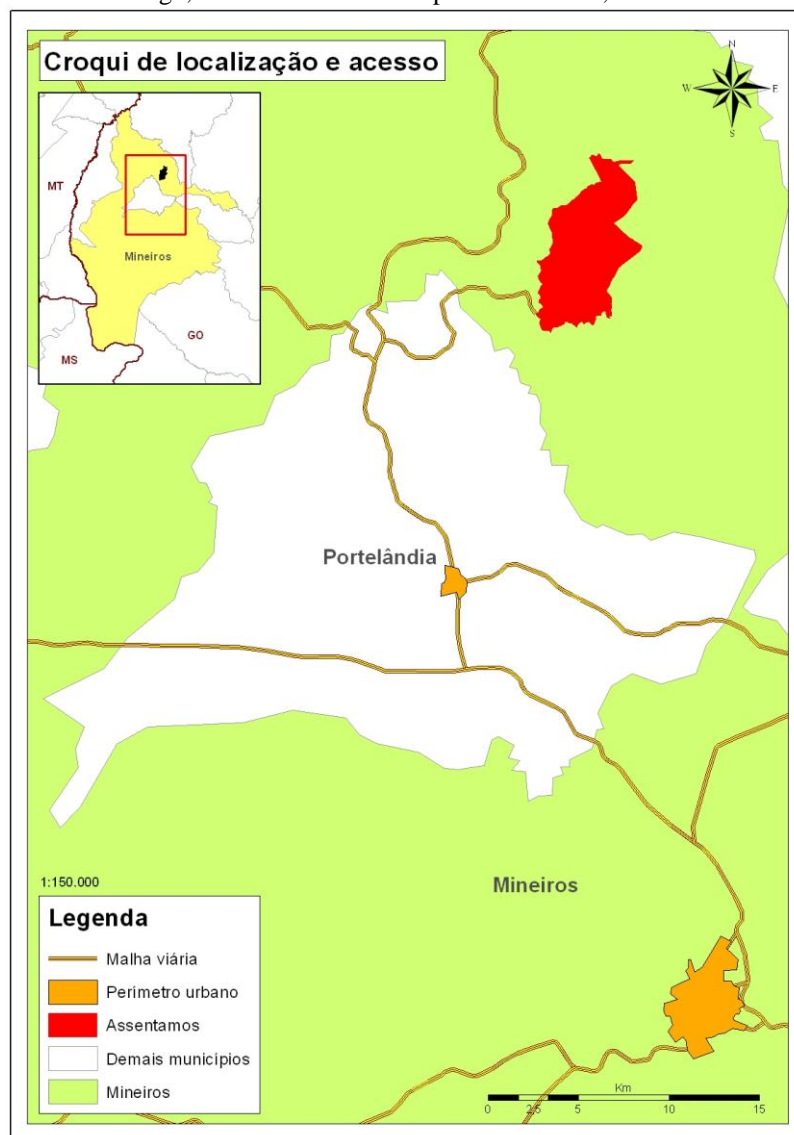 Croqui de localização e acesso
N
W
E
S
MT
Mineiros
GO
MS
Portelândia
Mineiros
1:150.000
Legenda
Malha viária
Perimetro urbano
Assentamos
Demais municípios
Mineiros
Km
0 2,5 5 10 15